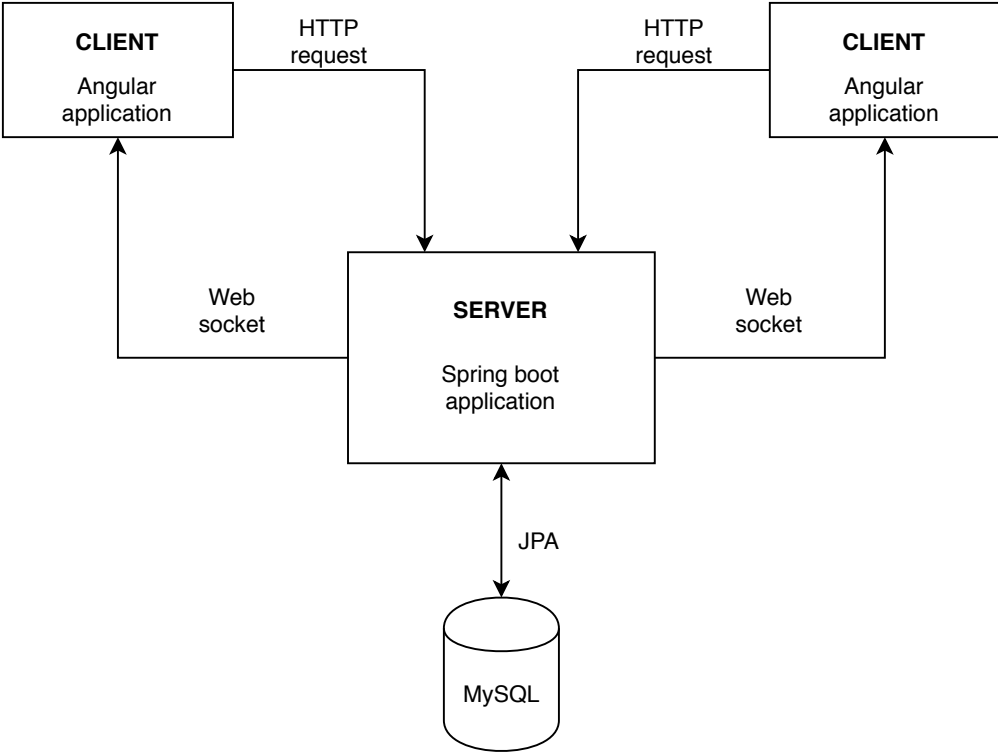 CLIENT
Angular
application
HTTP
request
HTTP
request
CLIENT
Angular
application
Web
socket
SERVER
Spring boot
application
Web
socket
JPA
MySQL